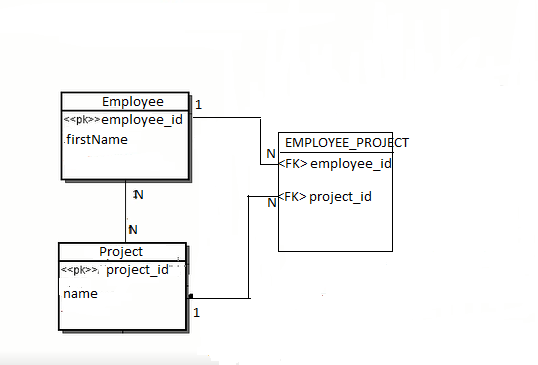 Employee
1
<<pk>>employee_id
firstName
EMPLOYEE_PROJECT
N
<FK> employee_id
N
<FK> project_id
N
N
Project
<<pk>> project_id
name
1